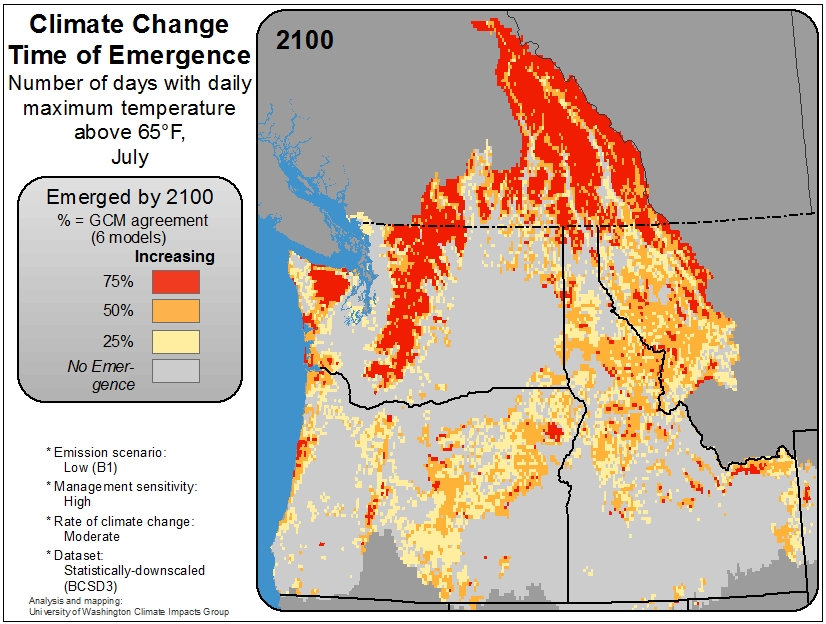 Climate Change
Time of Emergence
Number of days with daily
maximum temperature
above 65°F,
July
2100
Emerged by 2100
% = GCM agreement
(6 models)
Increasing
75%
50%
25%
No Emer-
gence
* Emission scenario:
Low (B1)
* Management sensitivity:
High
* Rate of climate change:
Moderate
* Dataset:
Statistically-downscaled
(BCSD3)
Analysis and mapping:
University of Washington Climate Impacts Group